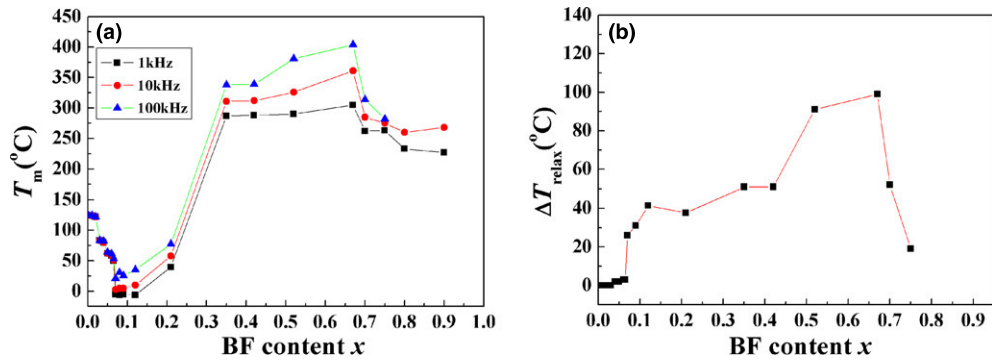 (a)
1kHz
10kHz
100kHz
450
400
350
300
250
200
150
100
50
0
T_m(°C)
0.0 0.1 0.2 0.3 0.4 0.5 0.6 0.7 0.8 0.9 1.0
BF content x
(b)
140
120
100
80
60
40
20
0
ΔT_relax(°C)
0.0 0.1 0.2 0.3 0.4 0.5 0.6 0.7 0.8 0.9
BF content x